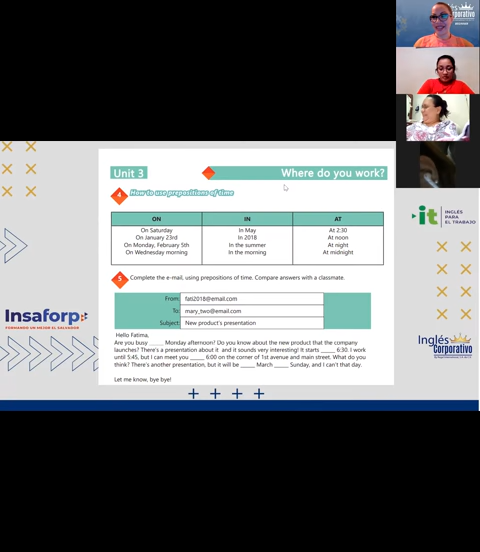 Inglés
Corporativo
Unit 3
Where do you work?
4
How to use prepositions of time
ON IN AT
On Saturday In May At 2:30
On January 23rd In 2018 At noon
On Monday, February 5th In the summer At night
On Wednesday morning In the morning At midnight
it INGLÉS PARA EL TRABAJO
5
Complete the e-mail, using prepositions of time. Compare answers with a classmate.
From: fati2018@email.com
To: mary_two@email.com
Subject: New product's presentation
Insaforp
FORMANDO UN MEJOR EL SALVADOR
Hello Fatima,
Are you busy _____ Monday afternoon? Do you know about the new product that the company
launches? There's a presentation about it and it sounds very interesting! It starts _____ 6:30. I work
until 5:45, but I can meet you _____ 6:00 on the corner of 1st avenue and main street. What do you
think? There's another presentation, but it will be _____ March _____ Sunday, and I can't that day.
Let me know, bye bye!
Inglés
Corporativo